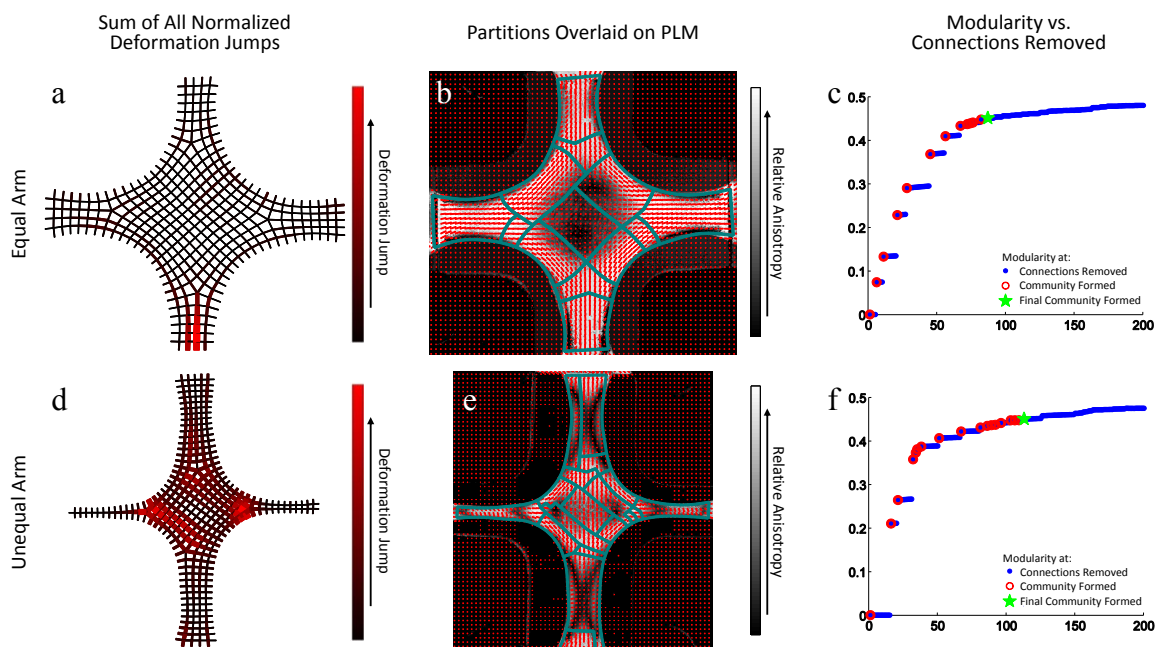 Sum of All Normalized
Deformation Jumps
Partitions Overlaid on PLM
Modularity vs.
Connections Removed
Equal Arm
a
Deformation Jump
b
Relative Anisotropy
c
0.5
0.4
0.3
0.2
0.1
0
0 50 100 150 200
Modularity at:
Connections Removed
Community Formed
Final Community Formed
Unequal Arm
d
Deformation Jump
e
Relative Anisotropy
f
0.5
0.4
0.3
0.2
0.1
0
0 50 100 150 200
Modularity at:
Connections Removed
Community Formed
Final Community Formed